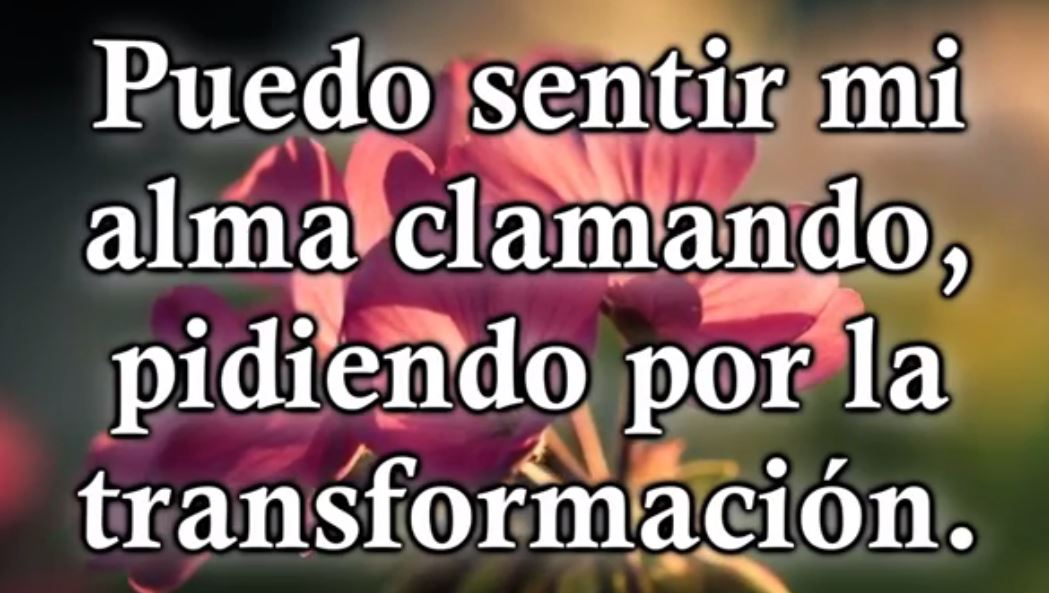 Puedo sentir mi
alma clamando,
pidiendo por la
transformación.